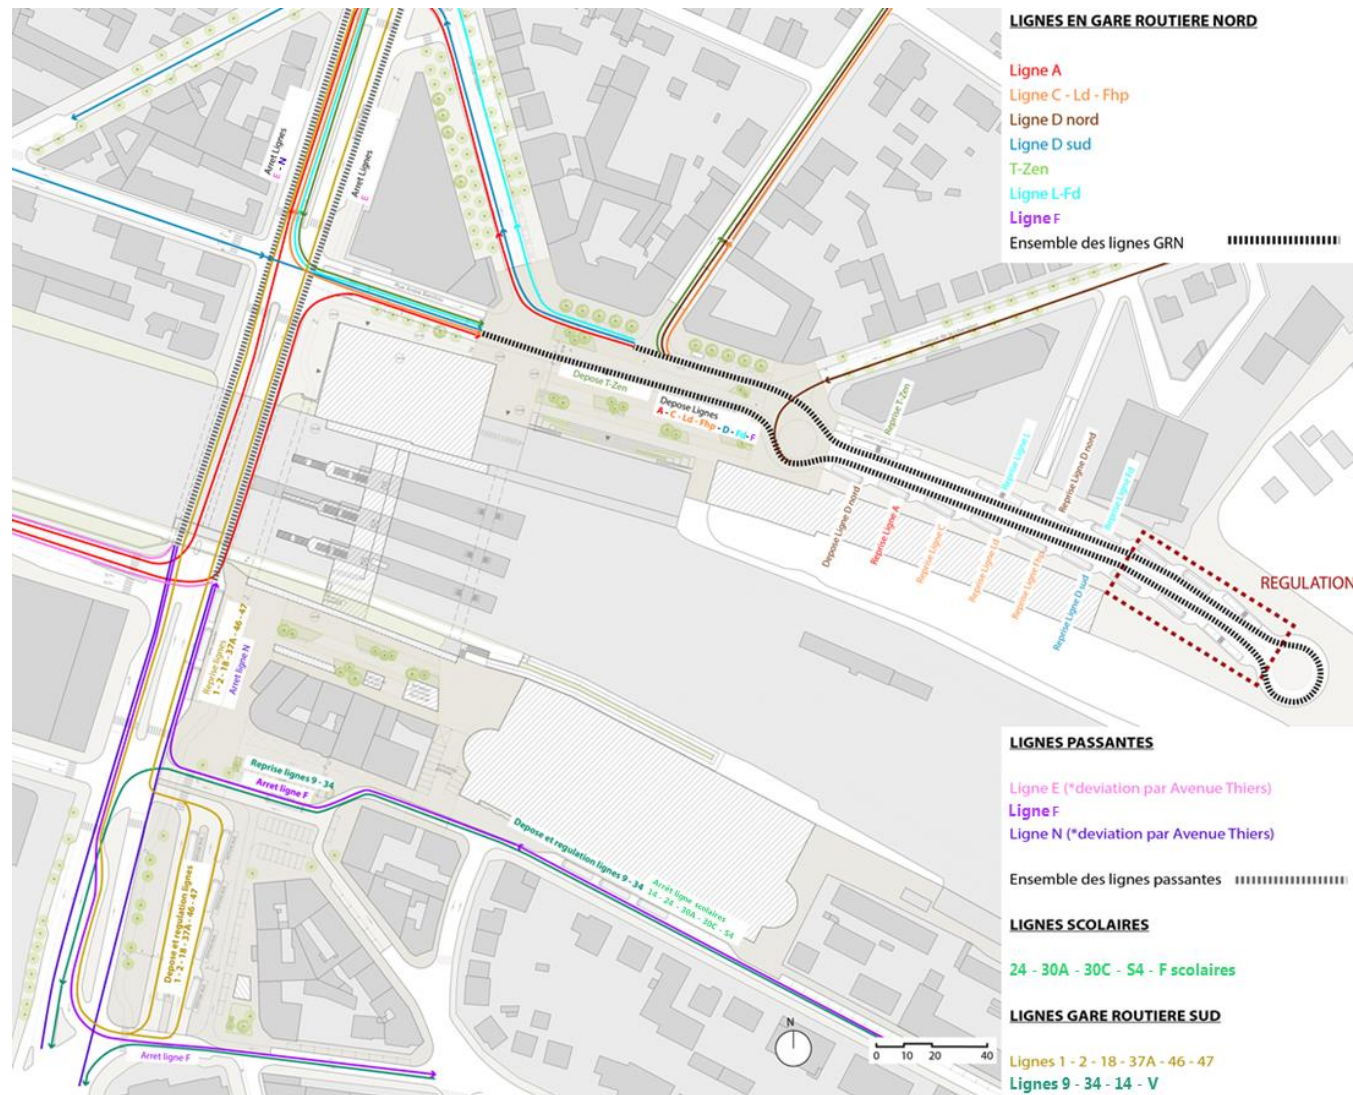 LIGNES EN GARE ROUTIERE NORD
Ligne A
Ligne C - Ld - Fhp
Ligne D nord
Ligne D sud
T-Zen
Ligne L-Fd
Ligne F
Ensemble des lignes GRN
Arret Lignes
E - N
Arret Lignes
E
Depose T-Zen
Depose Lignes
A - C - Ld - Fhp - D - Fd - F
Reprise T-Zen
Reprise Ligne L
Reprise Ligne D nord
Reprise Ligne Fd
Depose Ligne D nord
Reprise Ligne A
Reprise Ligne C
Reprise Ligne Ld
Reprise Ligne Fhp
Reprise Ligne D sud
REGULATION
Reprise lignes
1 - 2 - 18 - 37A - 46 - 47
Arret ligne N
Reprise lignes 9 - 34
Arret ligne F
Depose et regulation lignes 9 - 34
Arrêt ligne scolaires
14 - 24 - 30A - 30C - S4
Depose et regulation lignes
1 - 2 - 18 - 37A - 46 - 47
Arret ligne F
N
0 10 20 40
LIGNES PASSANTES
Ligne E (*deviation par Avenue Thiers)
Ligne F
Ligne N (*deviation par Avenue Thiers)
Ensemble des lignes passantes
LIGNES SCOLAIRES
24 - 30A - 30C - S4 - F scolaires
LIGNES GARE ROUTIERE SUD
Lignes 1 - 2 - 18 - 37A - 46 - 47
Lignes 9 - 34 - 14 - V